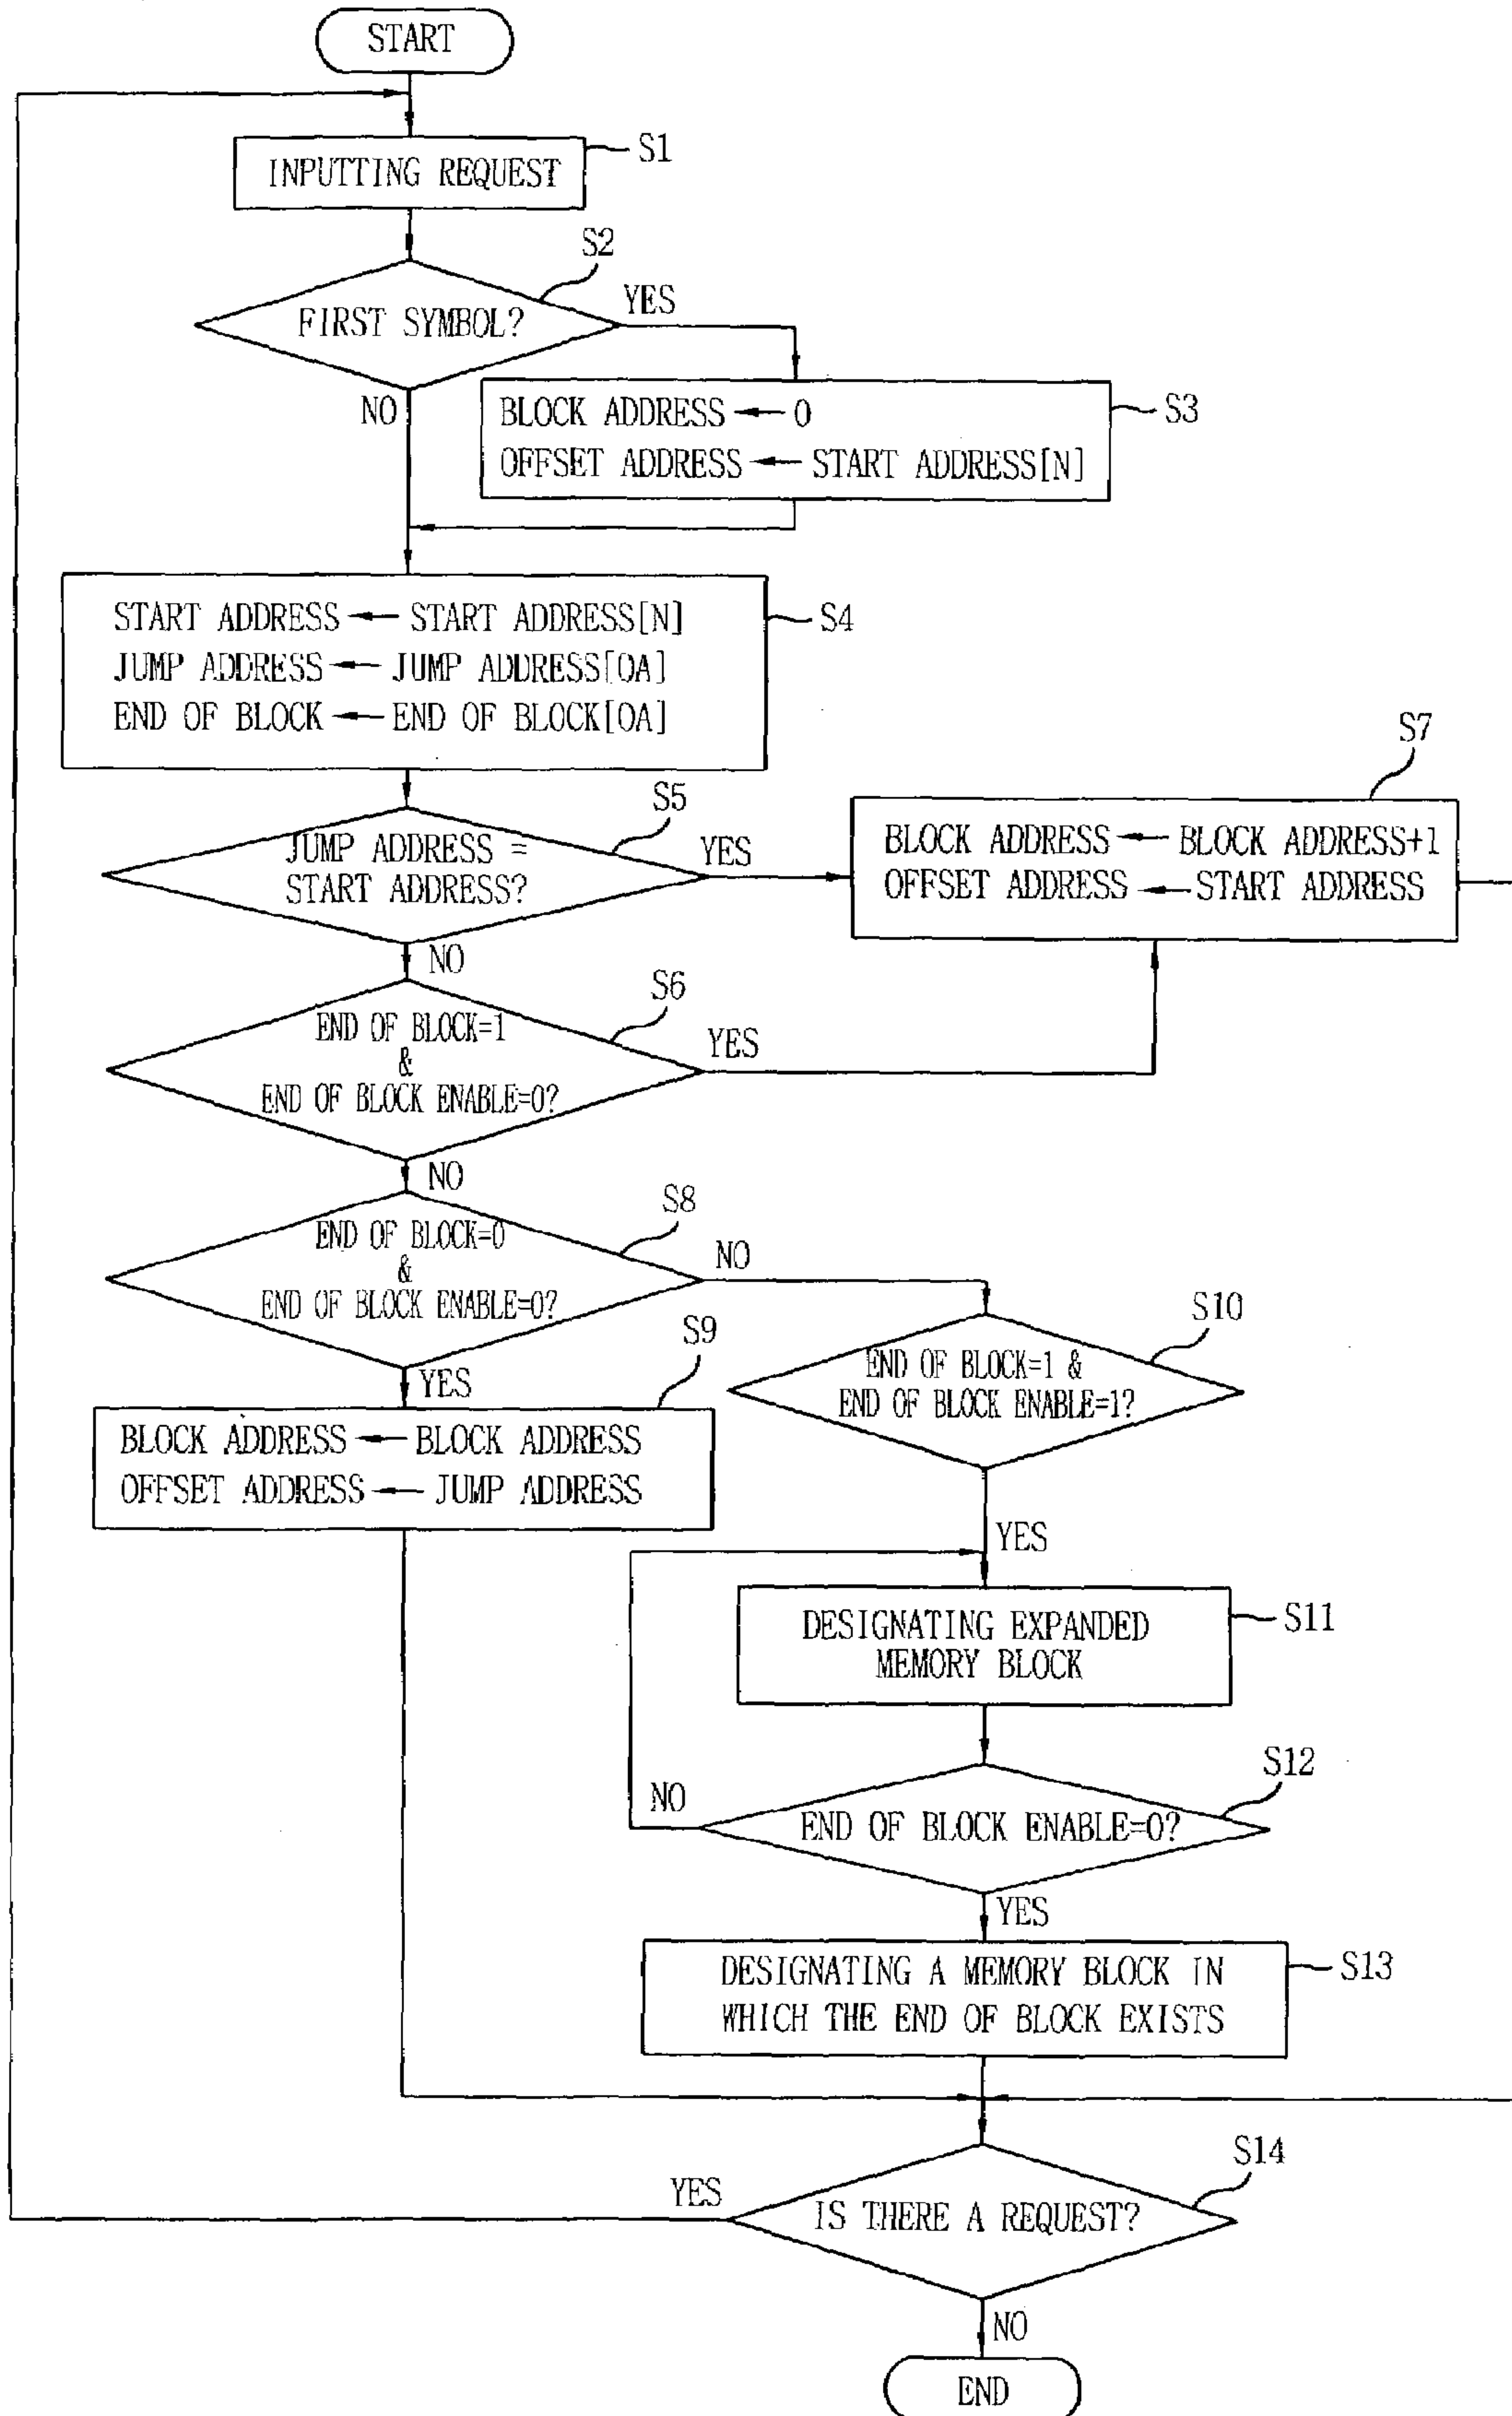 START
INPUTTING REQUEST
S1
S2
FIRST SYMBOL?
YES
NO
BLOCK ADDRESS ← 0
OFFSET ADDRESS ← START ADDRESS[N]
S3
START ADDRESS ← START ADDRESS[N]
JUMP ADDRESS ← JUMP ADDRESS[OA]
END OF BLOCK ← END OF BLOCK[OA]
S4
S5
JUMP ADDRESS =
START ADDRESS?
YES
NO
S7
BLOCK ADDRESS ← BLOCK ADDRESS+1
OFFSET ADDRESS ← START ADDRESS
S6
END OF BLOCK=1
&
END OF BLOCK ENABLE=0?
YES
NO
S8
END OF BLOCK=0
&
END OF BLOCK ENABLE=0?
NO
YES
S9
BLOCK ADDRESS ← BLOCK ADDRESS
OFFSET ADDRESS ← JUMP ADDRESS
S10
END OF BLOCK=1 &
END OF BLOCK ENABLE=1?
YES
DESIGNATING EXPANDED
MEMORY BLOCK
S11
S12
END OF BLOCK ENABLE=0?
NO
YES
DESIGNATING A MEMORY BLOCK IN
WHICH THE END OF BLOCK EXISTS
S13
S14
IS THERE A REQUEST?
YES
NO
END